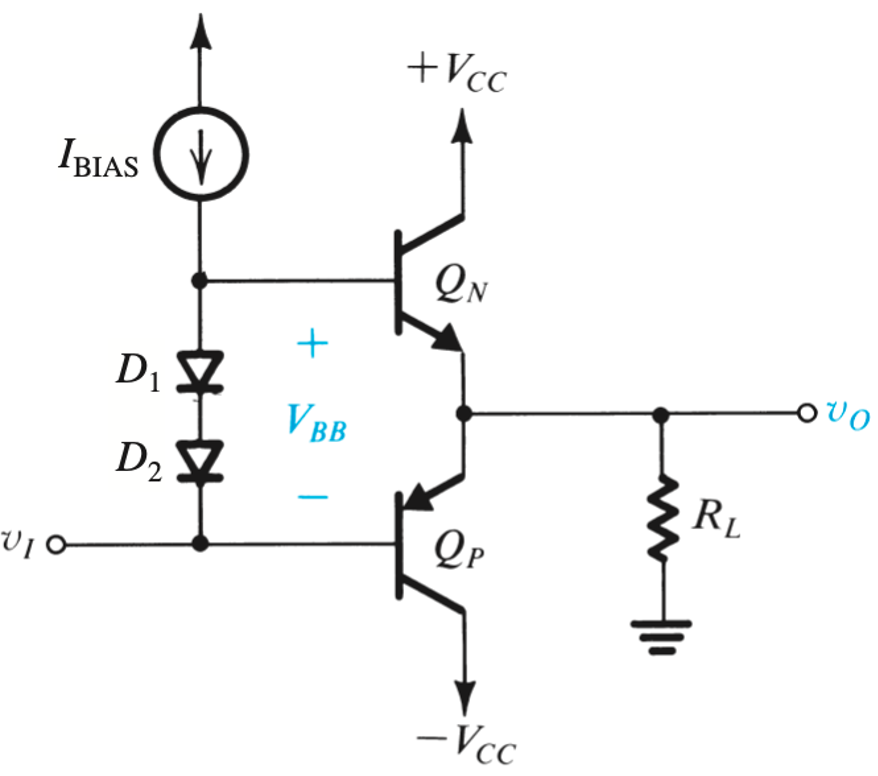 +V_CC
I_BIAS
Q_N
D_1
+
V_BB
−
v_O
D_2
v_I
Q_P
R_L
−V_CC